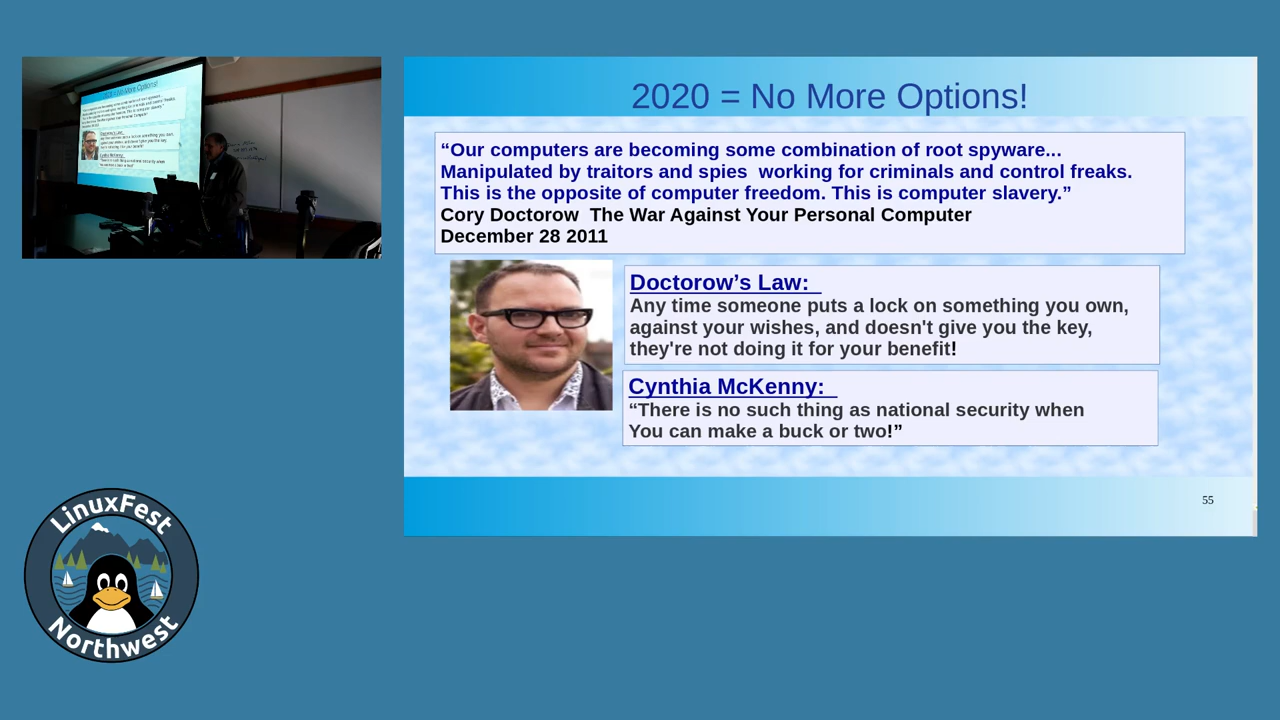 2020 = No More Options!
“Our computers are becoming some combination of root spyware...
Manipulated by traitors and spies  working for criminals and control freaks.
This is the opposite of computer freedom. This is computer slavery.”
Cory Doctorow  The War Against Your Personal Computer
December 28 2011
Doctorow’s Law:
Any time someone puts a lock on something you own,
against your wishes, and doesn't give you the key,
they're not doing it for your benefit!
Cynthia McKenny:
“There is no such thing as national security when
You can make a buck or two!”
55
LinuxFest
Northwest